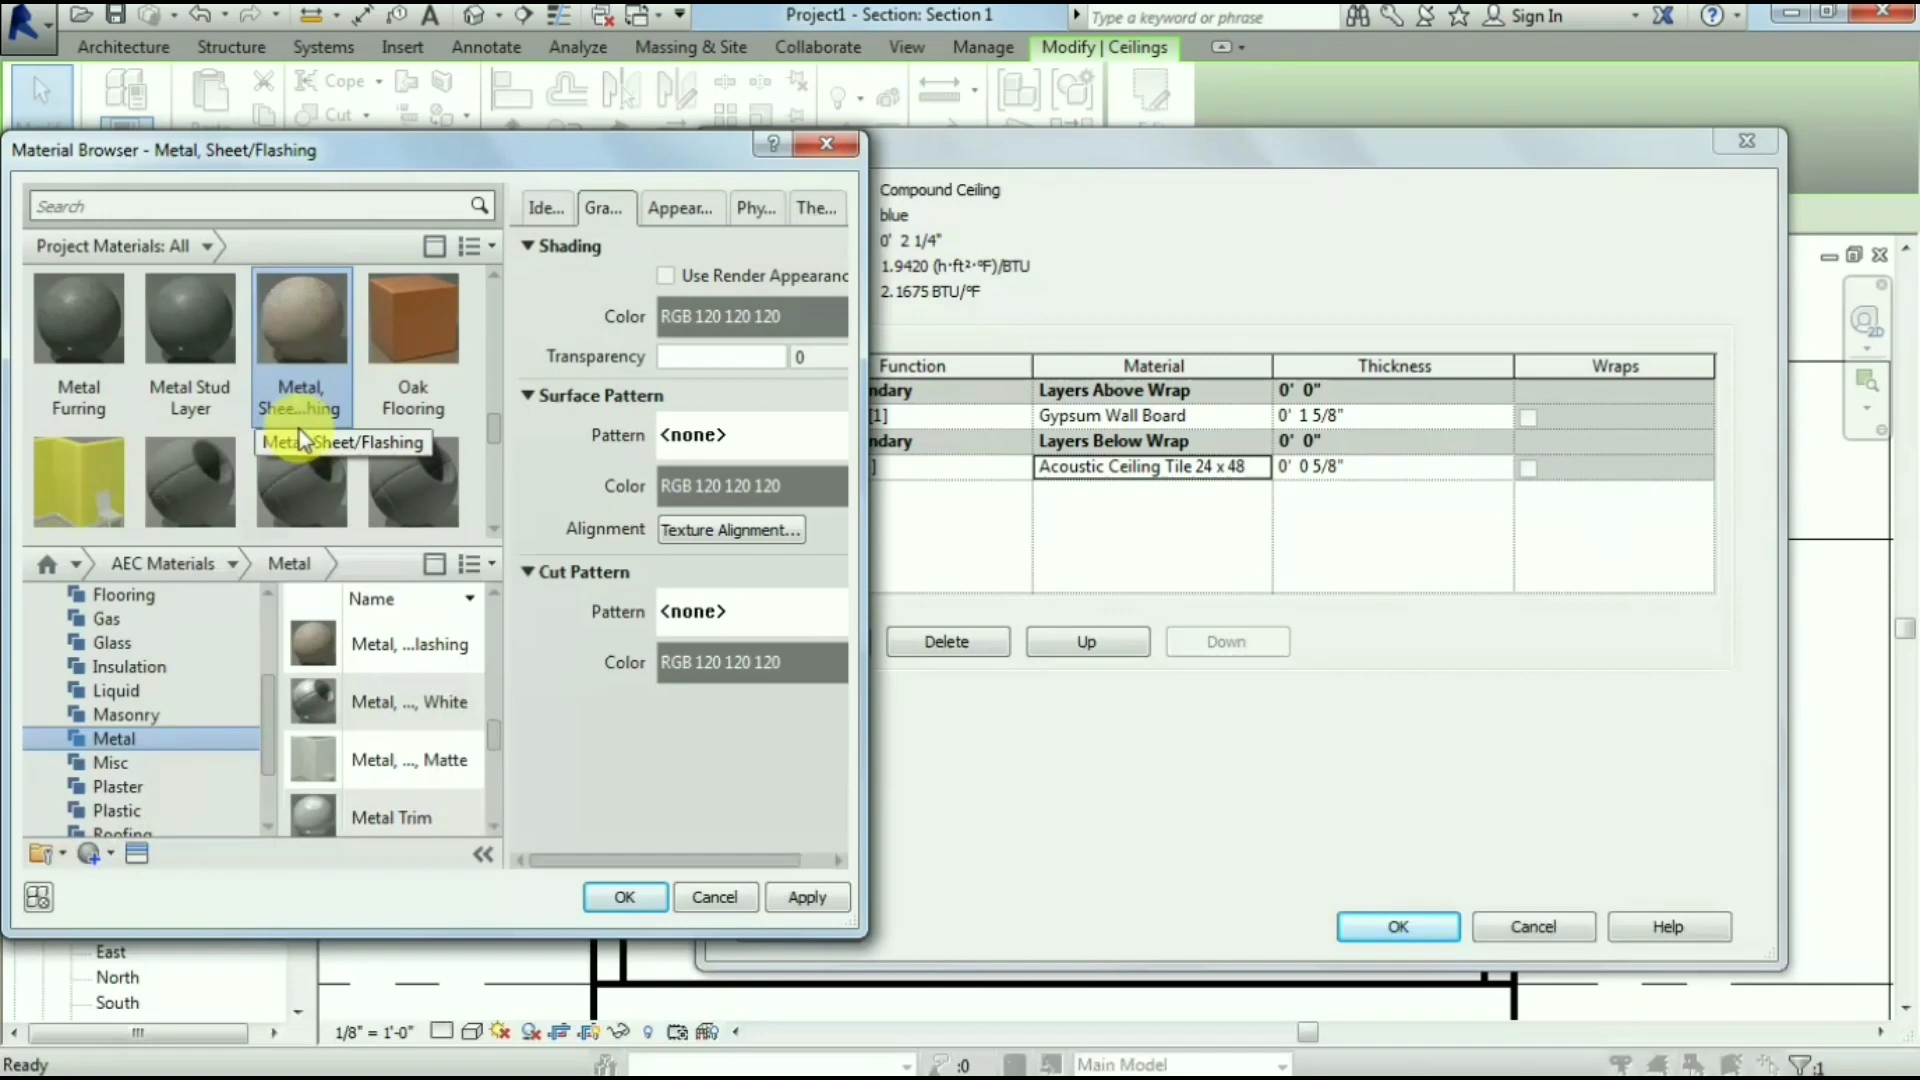 Project1 - Section: Section 1
Type a keyword or phrase
Sign In
Architecture Structure Systems Insert Annotate Analyze Massing & Site Collaborate View Manage Modify | Ceilings
Cope
Cut
Material Browser - Metal, Sheet/Flashing
Search
Project Materials: All
Metal Furring
Metal Stud Layer
Metal, Shee...hing
Oak Flooring
Metal, Sheet/Flashing
AEC Materials
Metal
Flooring
Gas
Glass
Insulation
Liquid
Masonry
Metal
Misc
Plaster
Plastic
Roofing
Name
Metal, ...lashing
Metal, ..., White
Metal, ..., Matte
Metal Trim
Ide... Gra... Appear... Phy... The...
Shading
Use Render Appearanc
Color RGB 120 120 120
Transparency 0
Surface Pattern
Pattern <none>
Color RGB 120 120 120
Alignment Texture Alignment...
Cut Pattern
Pattern <none>
Color RGB 120 120 120
OK Cancel Apply
Compound Ceiling
blue
0' 2 1/4"
1.9420 (h·ft²·°F)/BTU
2.1675 BTU/°F
Function Material Thickness Wraps
ndary Layers Above Wrap 0' 0"
[1] Gypsum Wall Board 0' 1 5/8"
ndary Layers Below Wrap 0' 0"
] Acoustic Ceiling Tile 24 x 48 0' 0 5/8"
Delete Up Down
OK Cancel Help
2D
East
North
South
1/8" = 1'-0"
Ready
:0
Main Model
:1